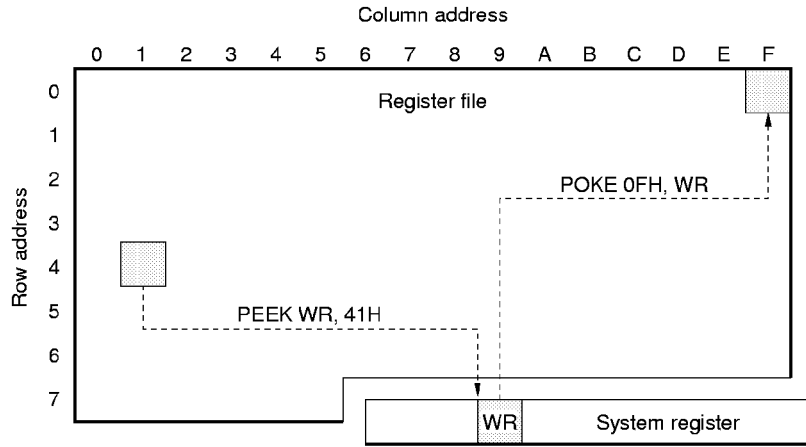 Column address
0 1 2 3 4 5 6 7 8 9 A B C D E F
0
Register file
1
2
POKE 0FH, WR
3
4
5
PEEK WR, 41H
6
7
WR
System register
Row address